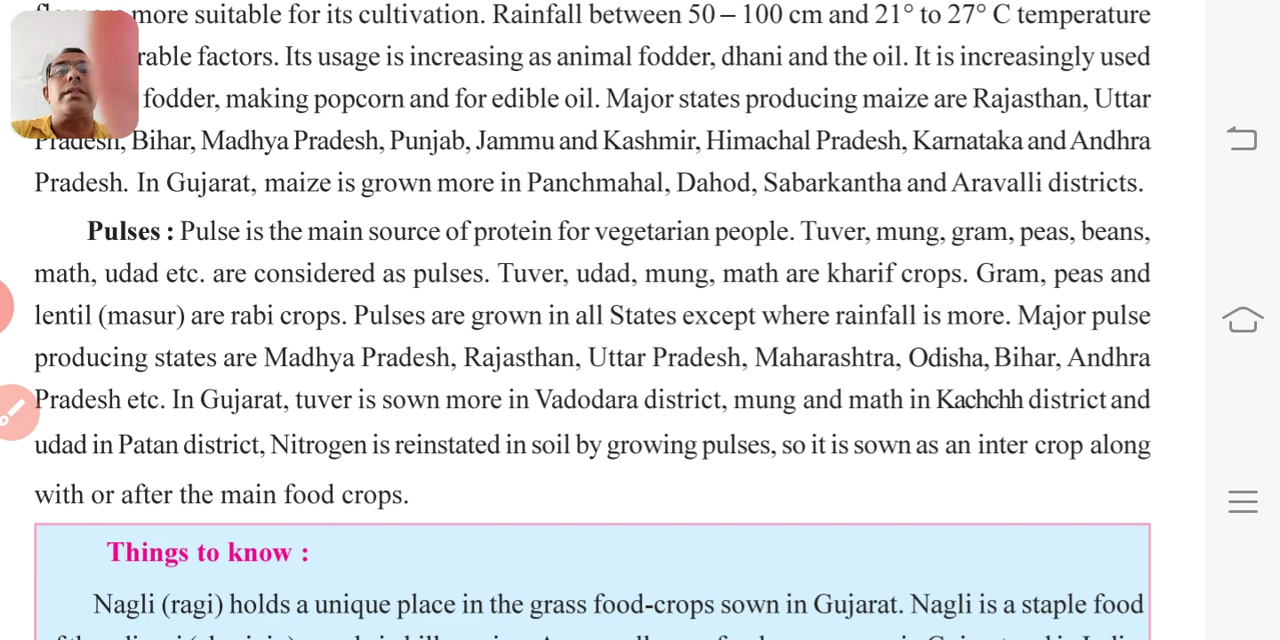 more suitable for its cultivation. Rainfall between 50 – 100 cm and 21° to 27° C temperature
rable factors. Its usage is increasing as animal fodder, dhani and the oil. It is increasingly used
fodder, making popcorn and for edible oil. Major states producing maize are Rajasthan, Uttar
Pradesh, Bihar, Madhya Pradesh, Punjab, Jammu and Kashmir, Himachal Pradesh, Karnataka and Andhra
Pradesh. In Gujarat, maize is grown more in Panchmahal, Dahod, Sabarkantha and Aravalli districts.
Pulses : Pulse is the main source of protein for vegetarian people. Tuver, mung, gram, peas, beans,
math, udad etc. are considered as pulses. Tuver, udad, mung, math are kharif crops. Gram, peas and
lentil (masur) are rabi crops. Pulses are grown in all States except where rainfall is more. Major pulse
producing states are Madhya Pradesh, Rajasthan, Uttar Pradesh, Maharashtra, Odisha, Bihar, Andhra
Pradesh etc. In Gujarat, tuver is sown more in Vadodara district, mung and math in Kachchh district and
udad in Patan district, Nitrogen is reinstated in soil by growing pulses, so it is sown as an inter crop along
with or after the main food crops.
Things to know :
Nagli (ragi) holds a unique place in the grass food-crops sown in Gujarat. Nagli is a staple food